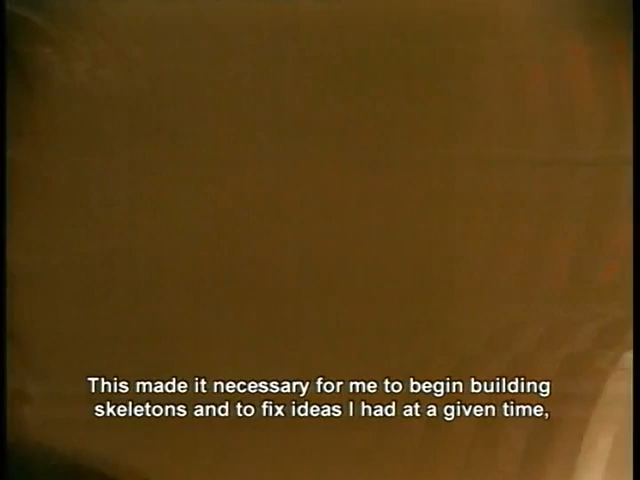 This made it necessary for me to begin building
skeletons and to fix ideas I had at a given time,